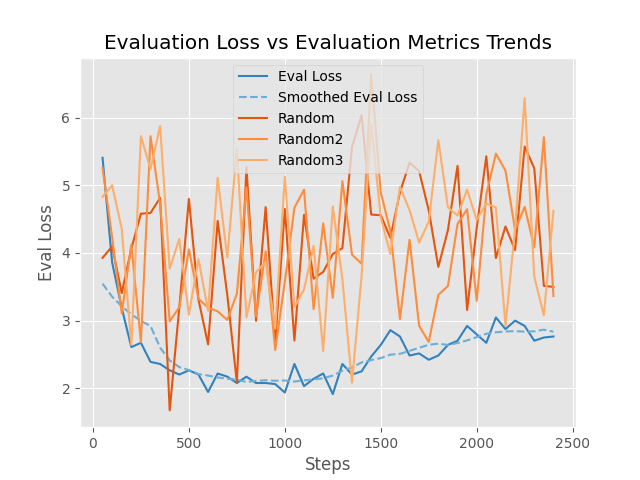 Evaluation Loss vs Evaluation Metrics Trends
Eval Loss
Smoothed Eval Loss
Random
Random2
Random3
6
5
4
3
2
Eval Loss
0
500
1000
1500
2000
2500
Steps